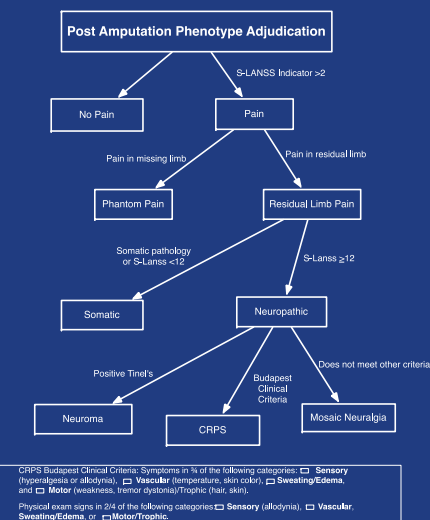 Post Amputation Phenotype Adjudication
S-LANSS Indicator >2
No Pain
Pain
Pain in missing limb
Pain in residual limb
Phantom Pain
Residual Limb Pain
Somatic pathology
or S-Lanss <12
S-Lanss ≥12
Somatic
Neuropathic
Positive Tinel's
Budapest
Clinical
Criteria
Does not meet other criteria
Neuroma
CRPS
Mosaic Neuralgia
CRPS Budapest Clinical Criteria: Symptoms in ¾ of the following categories: Sensory
(hyperalgesia or allodynia), Vascular (temperature, skin color), Sweating/Edema,
and Motor (weakness, tremor dystonia)/Trophic (hair, skin).
Physical exam signs in 2/4 of the following categories: Sensory (allodynia), Vascular,
Sweating/Edema, or Motor/Trophic.